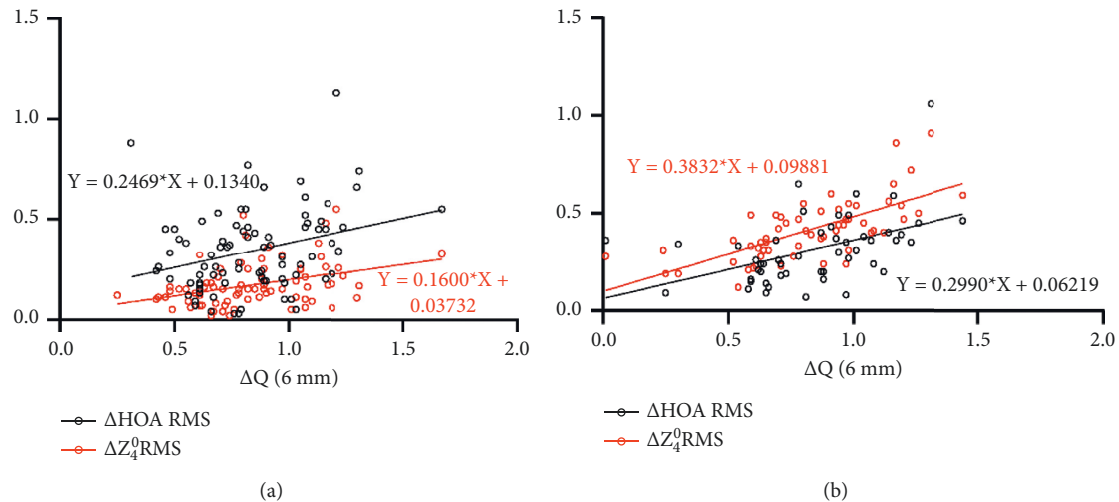 1.5
1.0
0.5
0.0
Y = 0.2469*X + 0.1340
Y = 0.1600*X +
0.03732
0.0 0.5 1.0 1.5 2.0
ΔQ (6 mm)
ΔHOA RMS
ΔZ₄⁰RMS
(a)
1.5
1.0
0.5
0.0
Y = 0.3832*X + 0.09881
Y = 0.2990*X + 0.06219
0.0 0.5 1.0 1.5 2.0
ΔQ (6 mm)
ΔHOA RMS
ΔZ₄⁰RMS
(b)